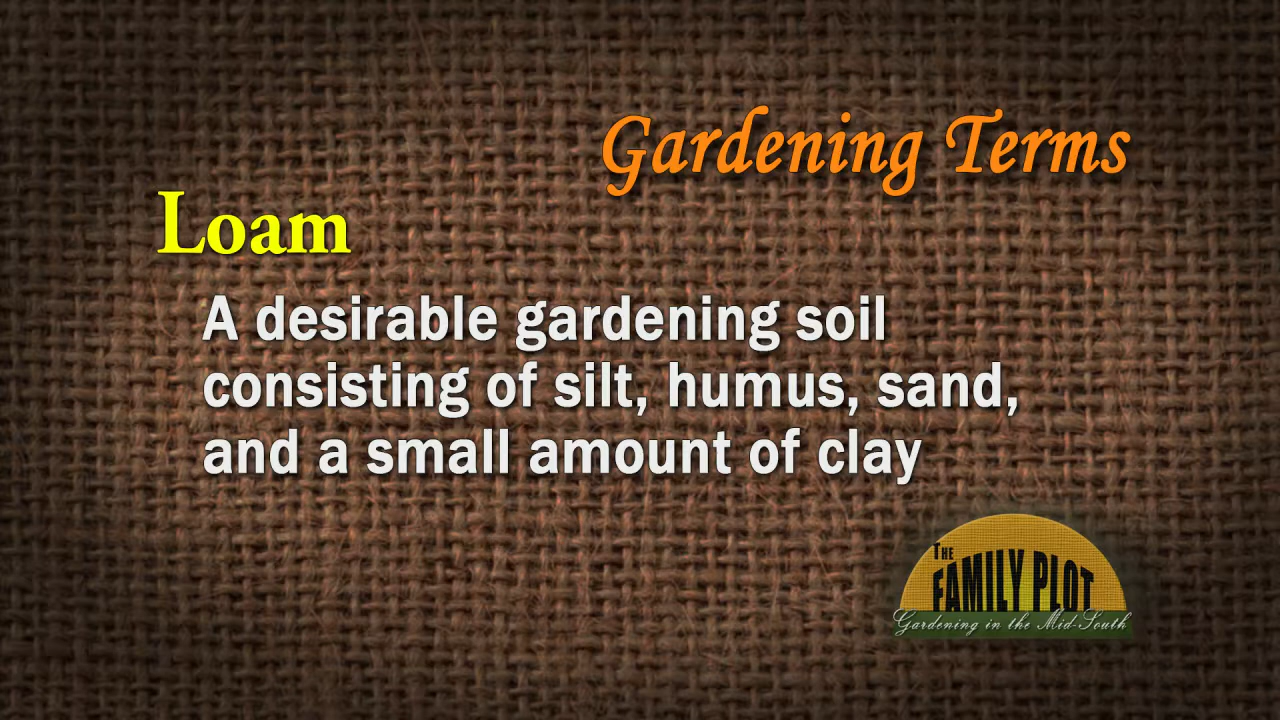 Gardening Terms
Loam
A desirable gardening soil
consisting of silt, humus, sand,
and a small amount of clay
THE
FAMILY PLOT
Gardening in the Mid-South